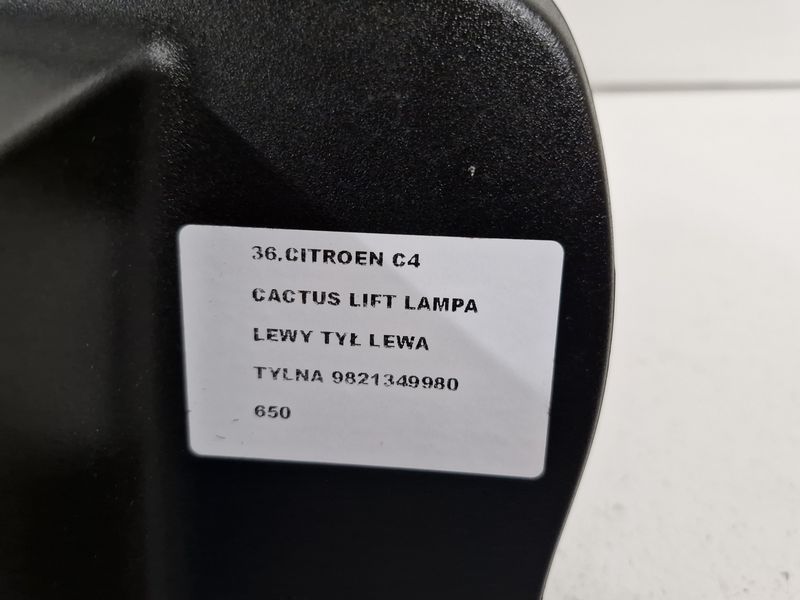 36.CITROEN C4
CACTUS LIFT LAMPA
LEWY TYŁ LEWA
TYLNA 9821349980
650